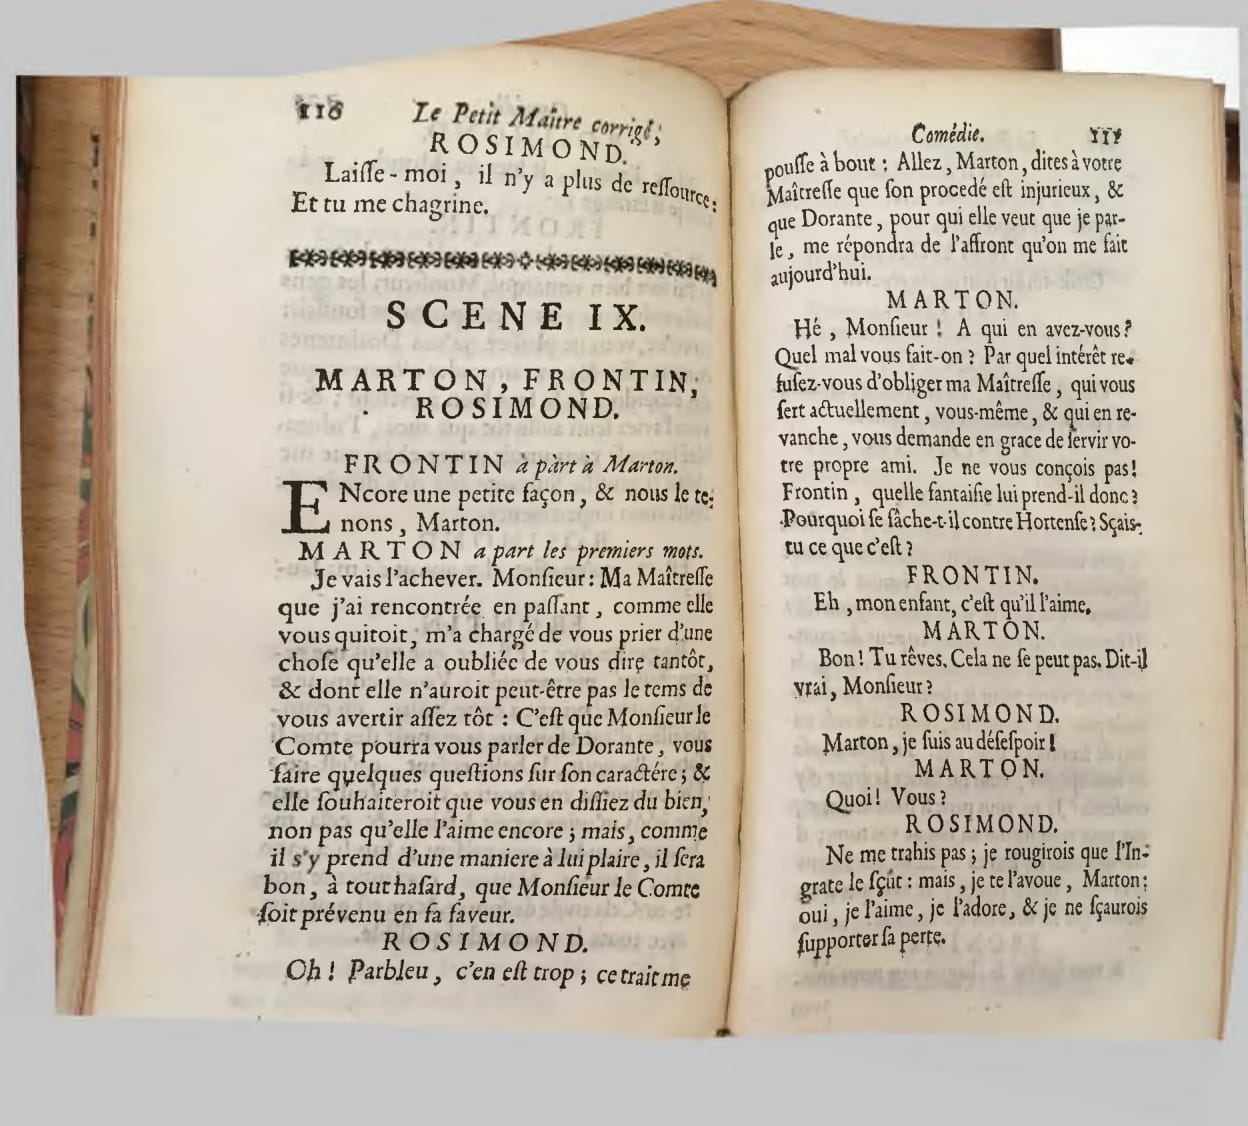 110 Le Petit Maître corrigé,
ROSIMOND.
Laiſſe-moi, il n'y a plus de reſſource:
Et tu me chagrine.
SCENE IX.
MARTON, FRONTIN,
ROSIMOND.
FRONTIN à pàrt à Marton.
ENcore une petite façon, & nous le te-
nons, Marton.
MARTON a part les premiers mots.
Je vais l'achever. Monſieur: Ma Maîtreſſe
que j'ai rencontrée en paſſant, comme elle
vous quitoit, m'a chargé de vous prier d'une
choſe qu'elle a oubliée de vous dire tantôt,
& dont elle n'auroit peut-être pas le tems de
vous avertir aſſez tôt : C'eſt que Monſieur le
Comte pourra vous parler de Dorante, vous
faire quelques queſtions ſur ſon caractére; &
elle ſouhaiteroit que vous en diſſiez du bien,
non pas qu'elle l'aime encore; mais, comme
il s'y prend d'une maniere à lui plaire, il ſera
bon, à tout haſard, que Monſieur le Comte
ſoit prévenu en ſa faveur.
ROSIMOND.
Oh! Parbleu, c'en eſt trop; ce trait me
Comédie. 111
pouſſe à bout : Allez, Marton, dites à votre
Maîtreſſe que ſon procedé eſt injurieux, &
que Dorante, pour qui elle veut que je par-
le, me répondra de l'affront qu'on me fait
aujourd'hui.
MARTON.
Hé, Monſieur ! A qui en avez-vous?
Quel mal vous fait-on? Par quel intérêt re-
fuſez-vous d'obliger ma Maîtreſſe, qui vous
ſert actuellement, vous-même, & qui en re-
vanche, vous demande en grace de ſervir vo-
tre propre ami. Je ne vous conçois pas!
Frontin, quelle fantaiſie lui prend-il donc?
Pourquoi ſe fâche-t-il contre Hortenſe? Sçais-
tu ce que c'eſt?
FRONTIN.
Eh, mon enfant, c'eſt qu'il l'aime.
MARTON.
Bon! Tu rêves. Cela ne ſe peut pas. Dit-il
vrai, Monſieur?
ROSIMOND.
Marton, je ſuis au déſeſpoir!
MARTON.
Quoi! Vous?
ROSIMOND.
Ne me trahis pas; je rougirois que l'In-
grate le ſçût : mais, je te l'avoue, Marton;
oui, je l'aime, je l'adore, & je ne ſçaurois
ſupporter ſa perte.